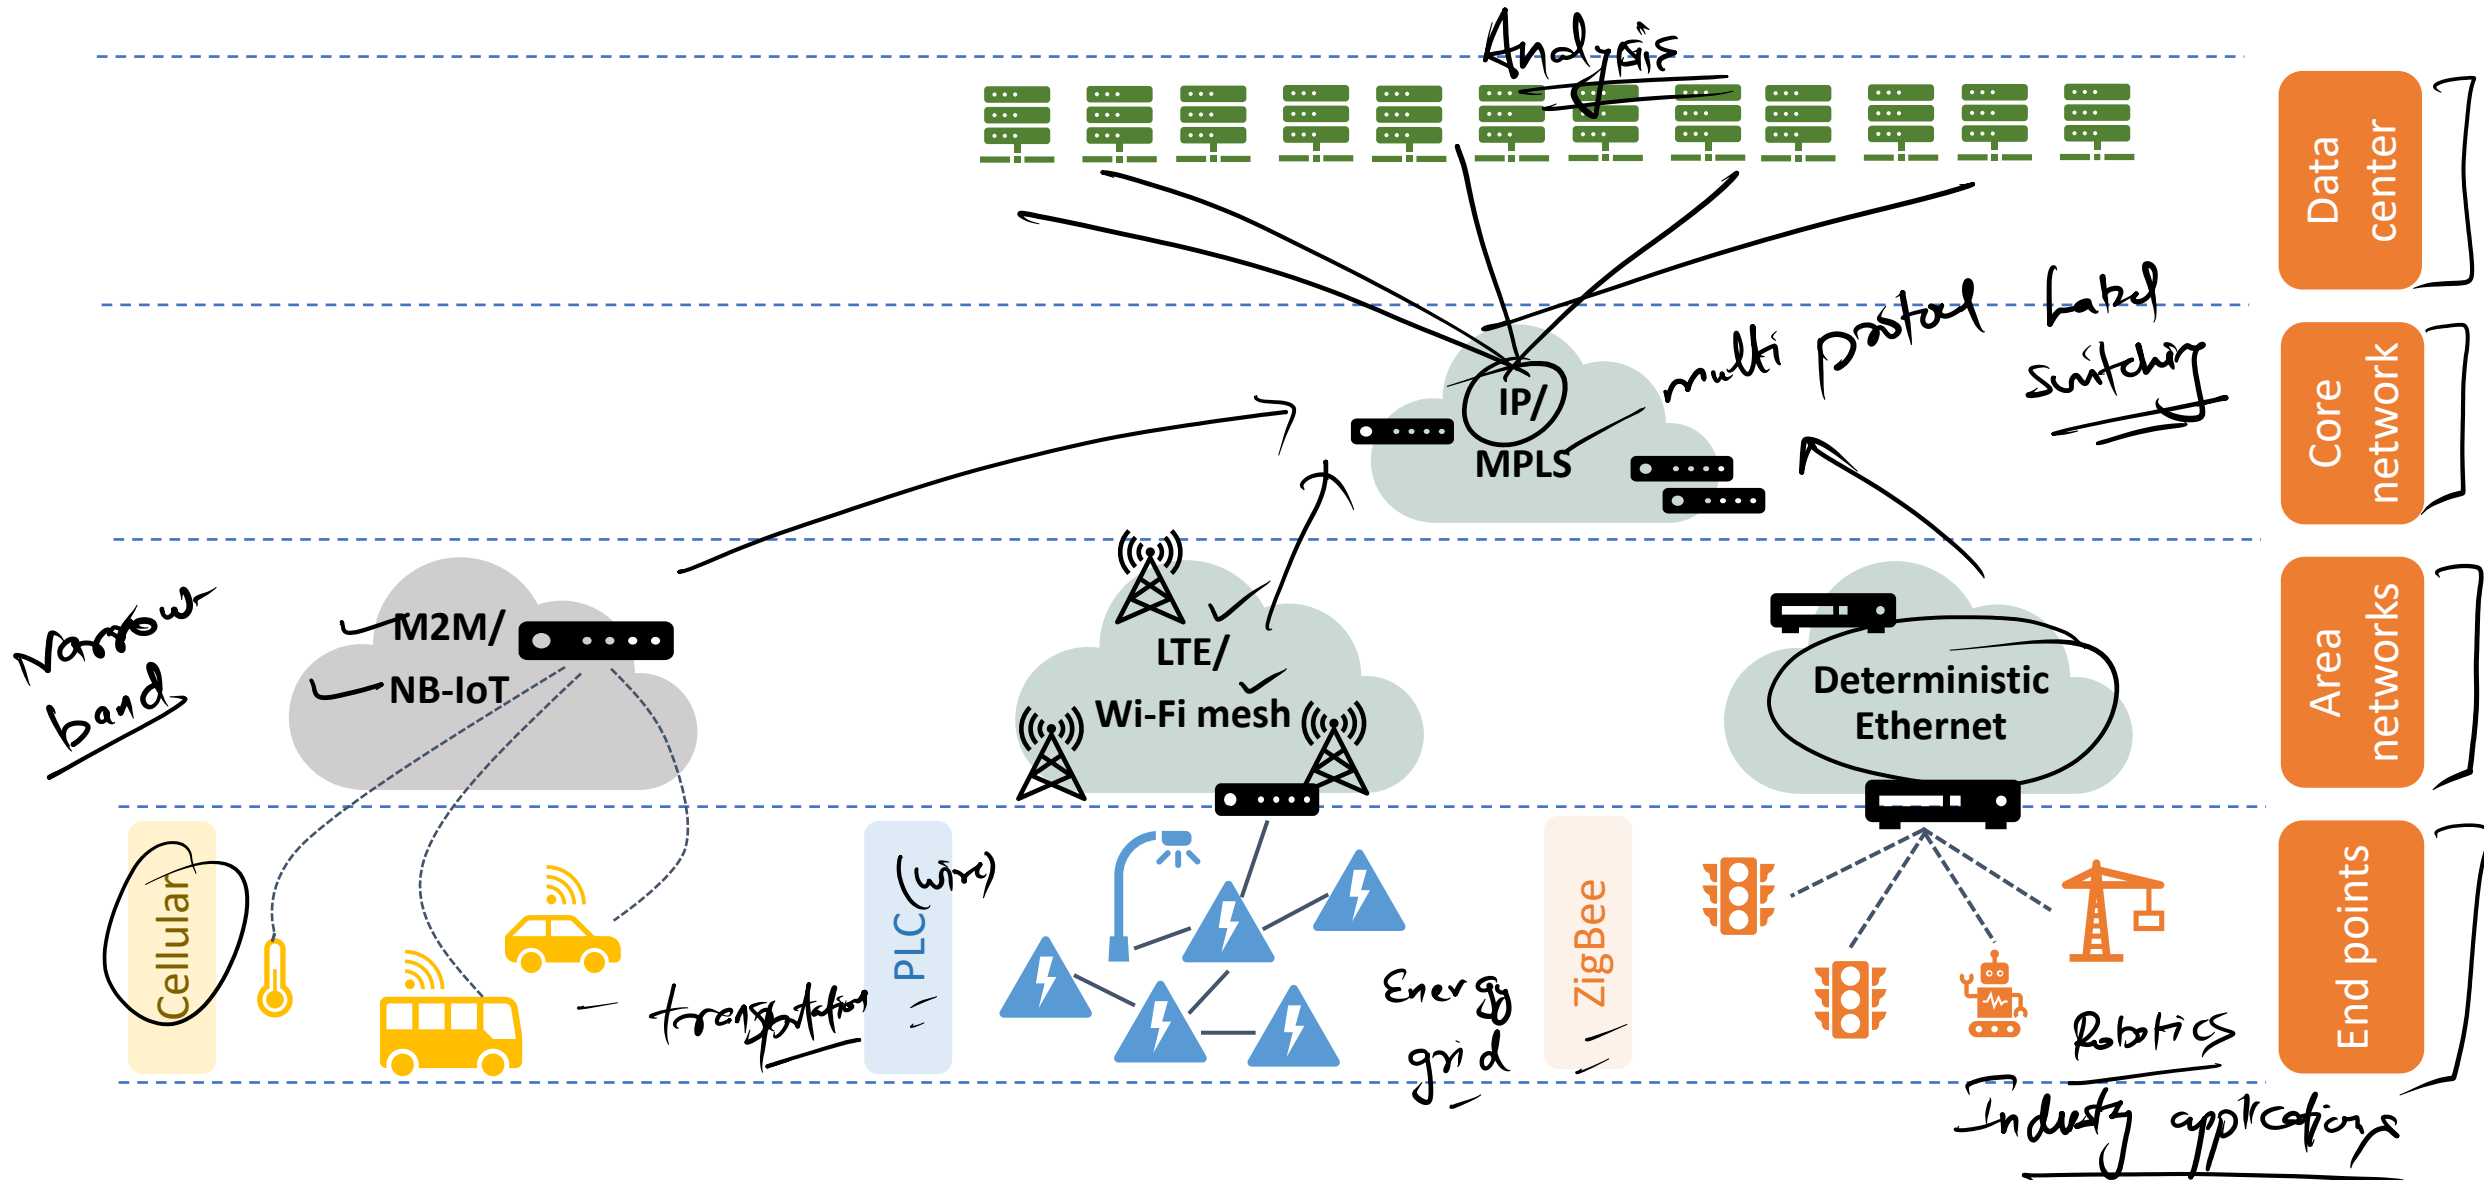 Analysis
Data
center
multi protocol Label
switching
IP/
MPLS
Core
network
Narrow
band
M2M/
NB-IoT
LTE/
Wi-Fi mesh
Deterministic
Ethernet
Area
networks
Cellular
transportation
PLC
(wire)
Energy
grid
ZigBee
Robotics
Industry applications
End points